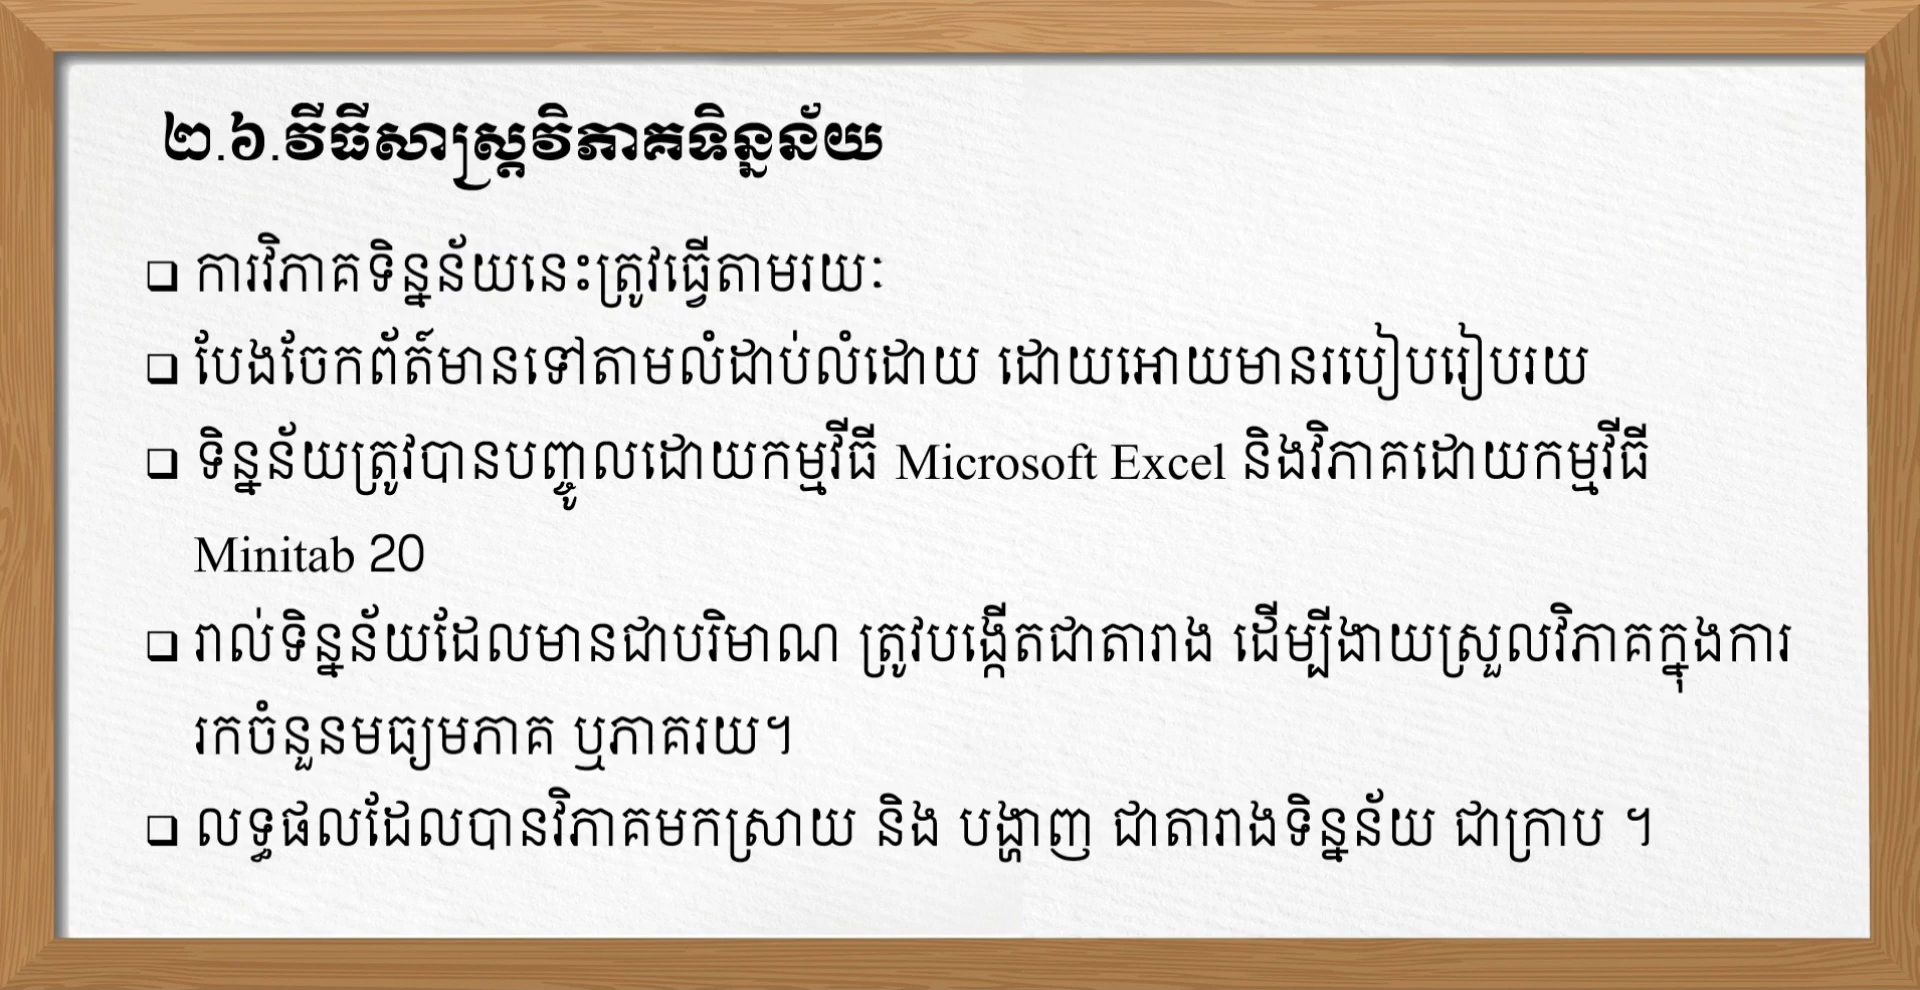 ២.៦.វីធីសាស្រ្តវិភាគទិន្នន័យ
❑ ការវិភាគទិន្នន័យនេះត្រូវធ្វើតាមរយៈ
❑ បែងចែកព័ត៍មានទៅតាមលំដាប់លំដោយ ដោយអោយមានរបៀបរៀបរយ
❑ ទិន្នន័យត្រូវបានបញ្ចូលដោយកម្មវីធី Microsoft Excel និងវិភាគដោយកម្មវីធី
Minitab 20
❑ រាល់ទិន្នន័យដែលមានជាបរិមាណ ត្រូវបង្កើតជាតារាង ដើម្បីងាយស្រួលវិភាគក្នុងការ
រកចំនួនមធ្យមភាគ ឬភាគរយ។
❑ លទ្ធផលដែលបានវិភាគមកស្រាយ និង បង្ហាញ ជាតារាងទិន្នន័យ ជាក្រាប ។